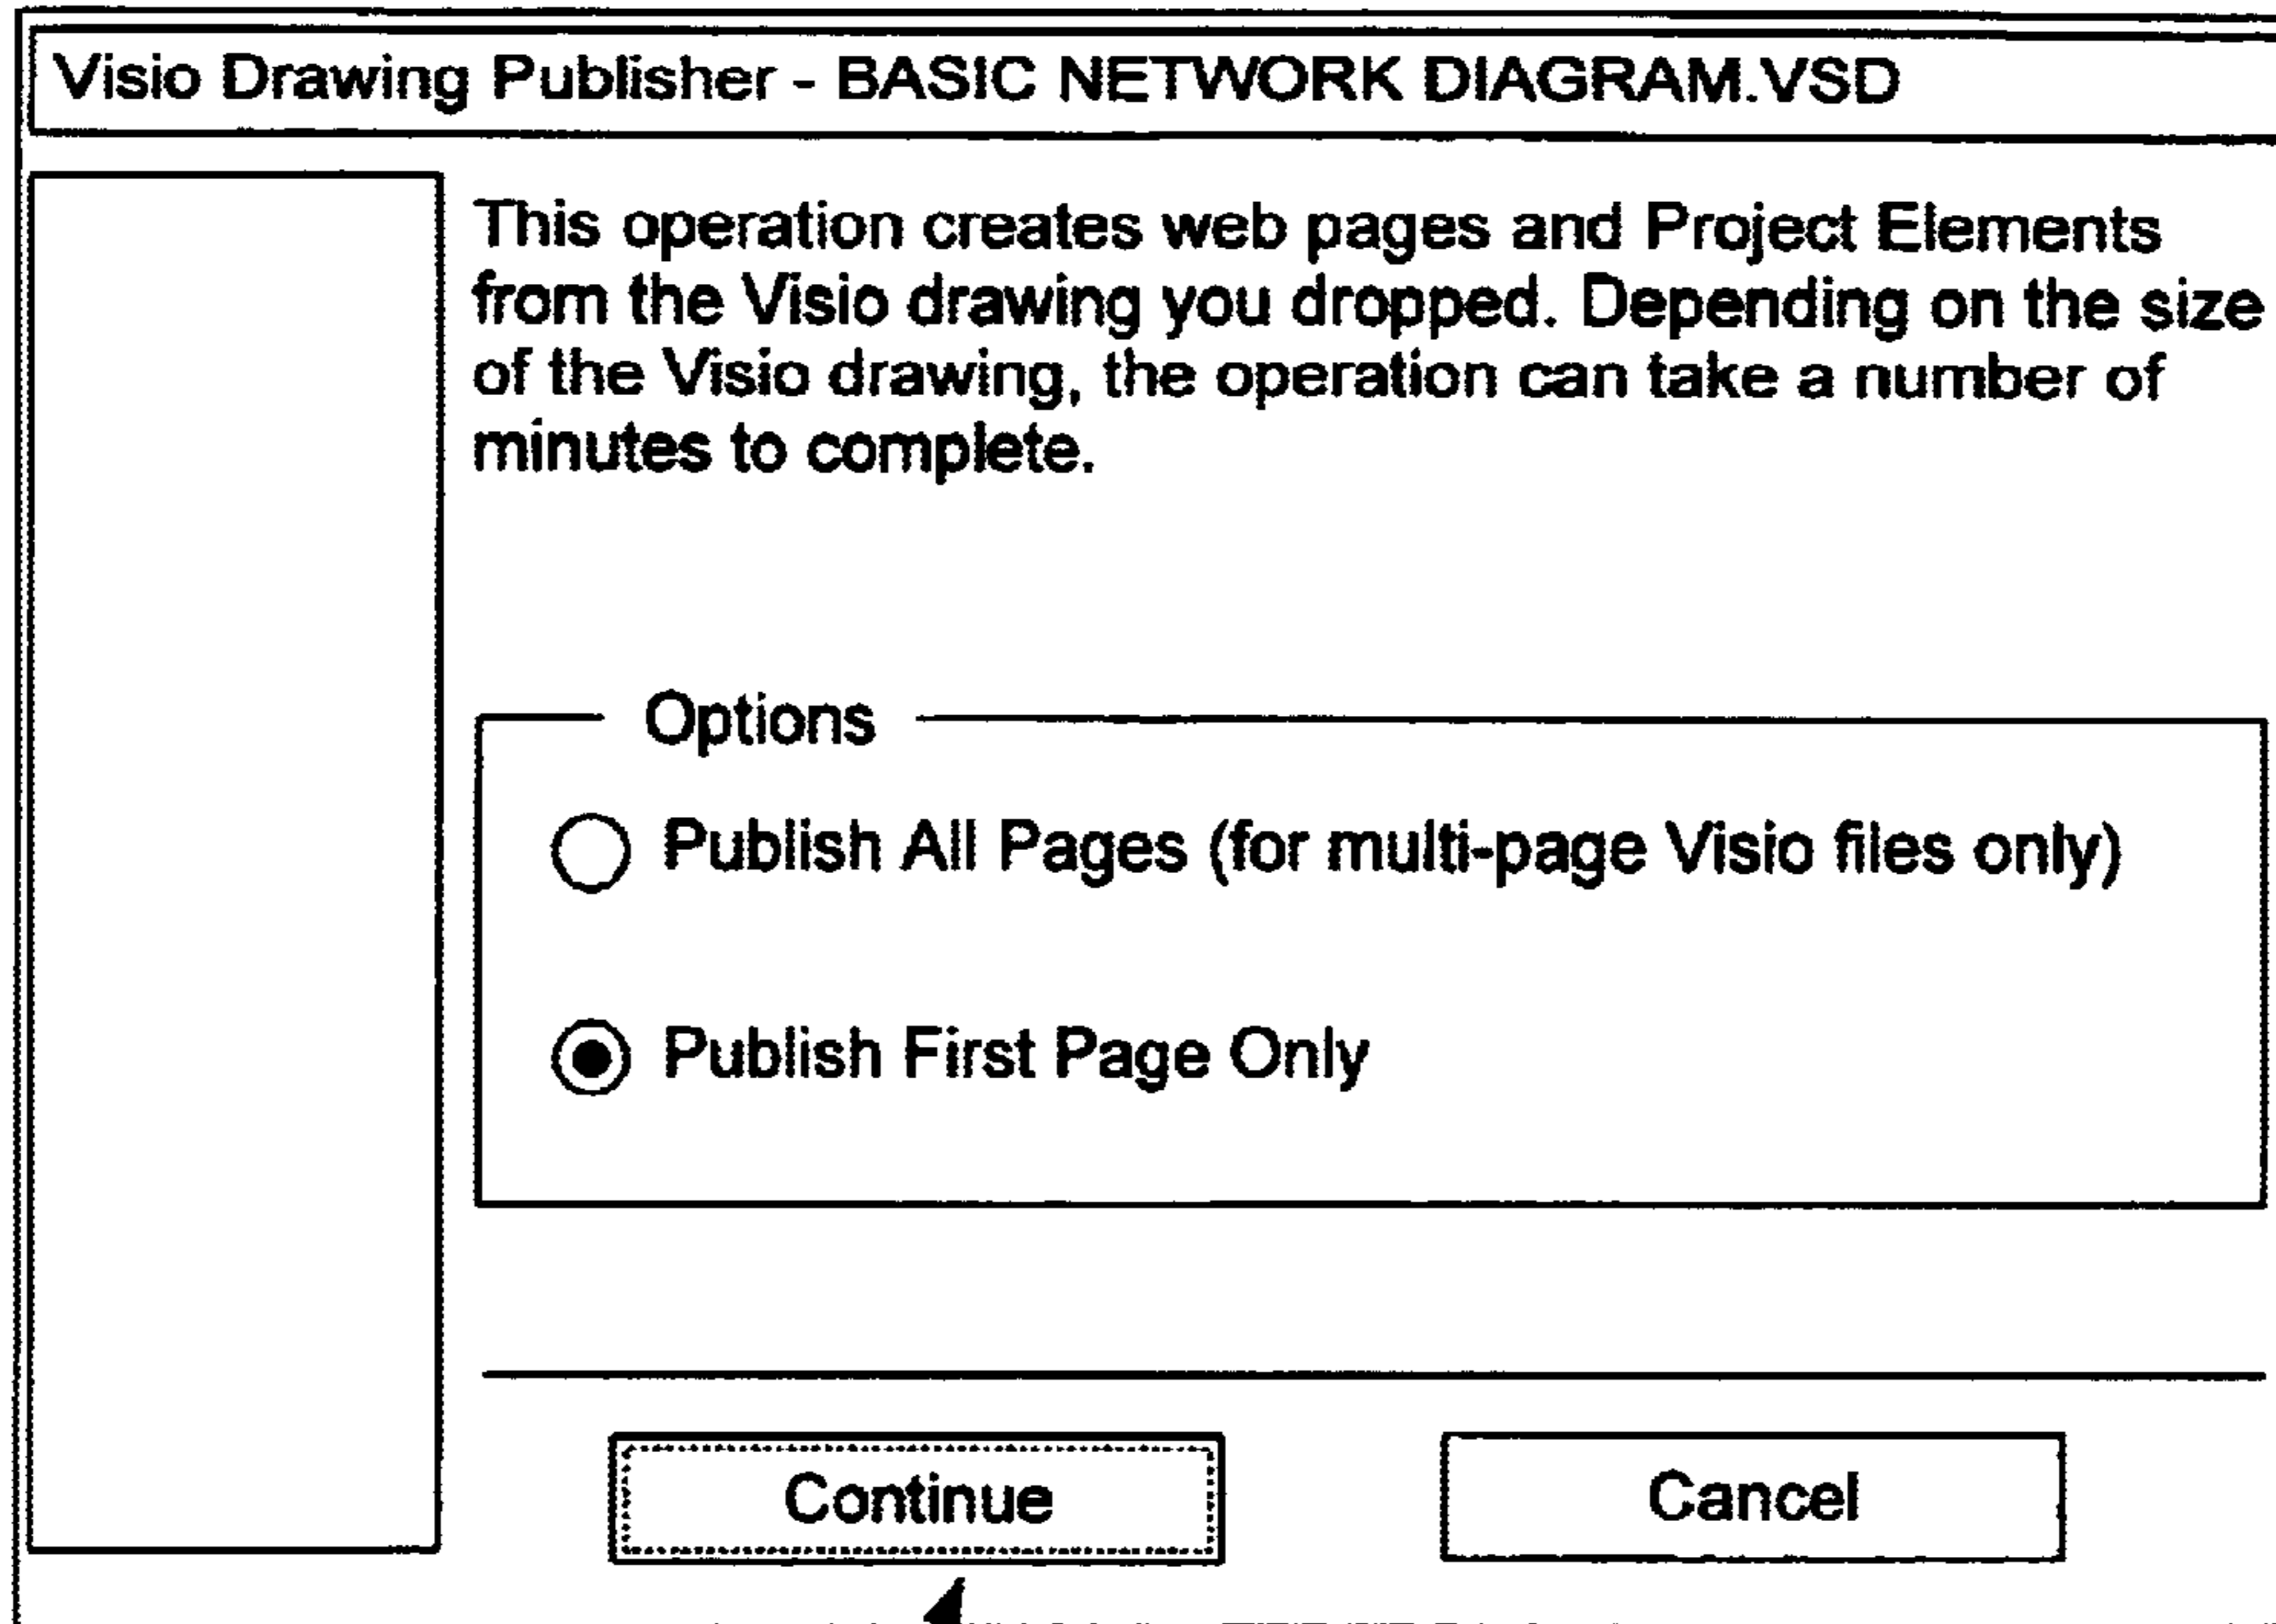 Visio Drawing Publisher - BASIC NETWORK DIAGRAM.VSD
This operation creates web pages and Project Elements
from the Visio drawing you dropped. Depending on the size
of the Visio drawing, the operation can take a number of
minutes to complete.
Options
Publish All Pages (for multi-page Visio files only)
Publish First Page Only
Continue
Cancel